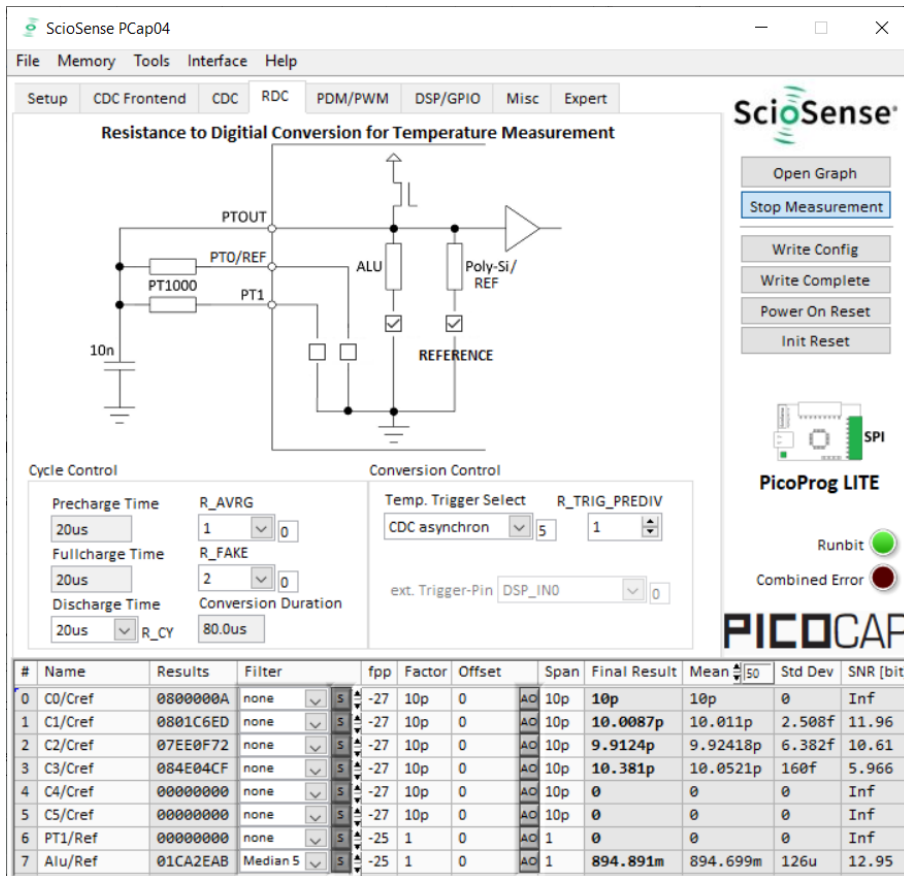 ScioSense PCap04
File Memory Tools Interface Help
Setup CDC Frontend CDC RDC PDM/PWM DSP/GPIO Misc Expert
ScioSense
Resistance to Digitial Conversion for Temperature Measurement
Open Graph
Stop Measurement
Write Config
Write Complete
Power On Reset
Init Reset
PTOUT
PT0/REF
PT1000
PT1
ALU
Poly-Si/
REF
REFERENCE
10n
SPI
PicoProg LITE
Runbit
Combined Error
PICOCAP
Cycle Control
Precharge Time R_AVRG
20us 1 0
Fullcharge Time R_FAKE
20us 2 0
Discharge Time Conversion Duration
20us R_CY 80.0us
Conversion Control
Temp. Trigger Select R_TRIG_PREDIV
CDC asynchron 5 1
ext. Trigger-Pin DSP_IN0 0
# Name Results Filter fpp Factor Offset Span Final Result Mean 50 Std Dev SNR [bit
0 C0/Cref 0800000A none S -27 10p 0 AO 10p 10p 10p 0 Inf
1 C1/Cref 0801C6ED none S -27 10p 0 AO 10p 10.0087p 10.011p 2.508f 11.96
2 C2/Cref 07EE0F72 none S -27 10p 0 AO 10p 9.9124p 9.92418p 6.382f 10.61
3 C3/Cref 084E04CF none S -27 10p 0 AO 10p 10.381p 10.0521p 160f 5.966
4 C4/Cref 00000000 none S -27 10p 0 AO 10p 0 0 0 Inf
5 C5/Cref 00000000 none S -27 10p 0 AO 10p 0 0 0 Inf
6 PT1/Ref 00000000 none S -25 1 0 AO 1 0 0 0 Inf
7 Alu/Ref 01CA2EAB Median 5 S -25 1 0 AO 1 894.891m 894.699m 126u 12.95